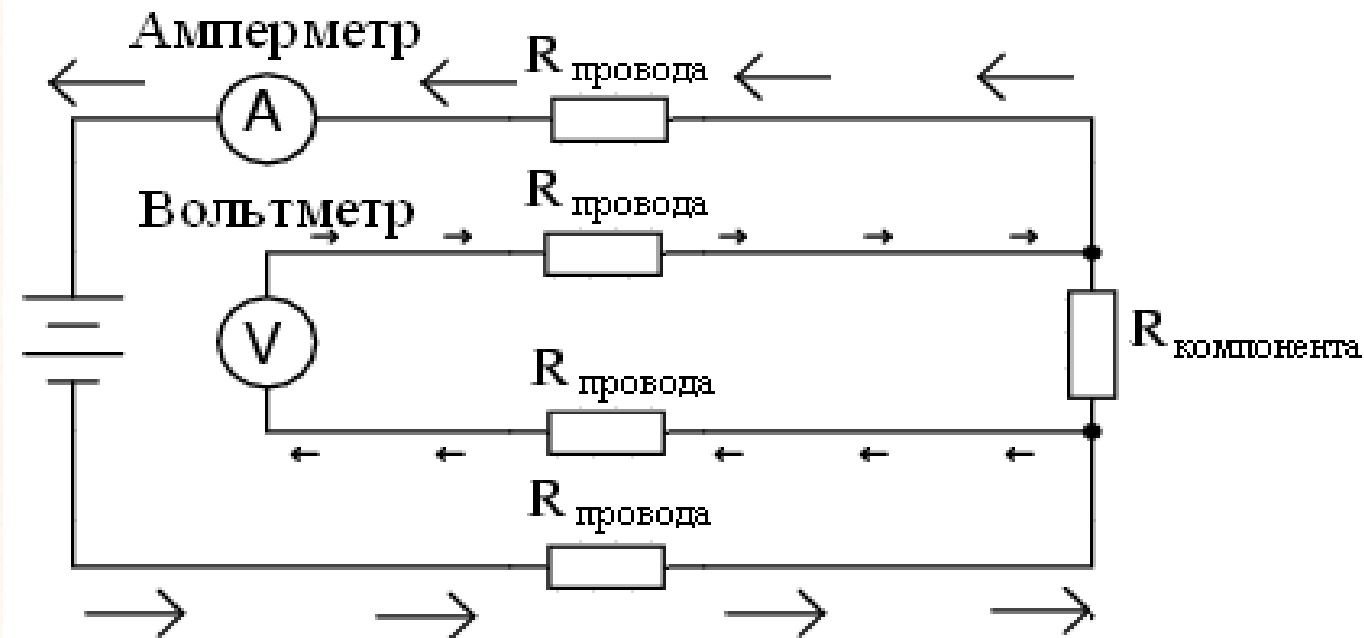 Амперметр
R провода
A
Вольтметр
R провода
V
R компонента
R провода
R провода